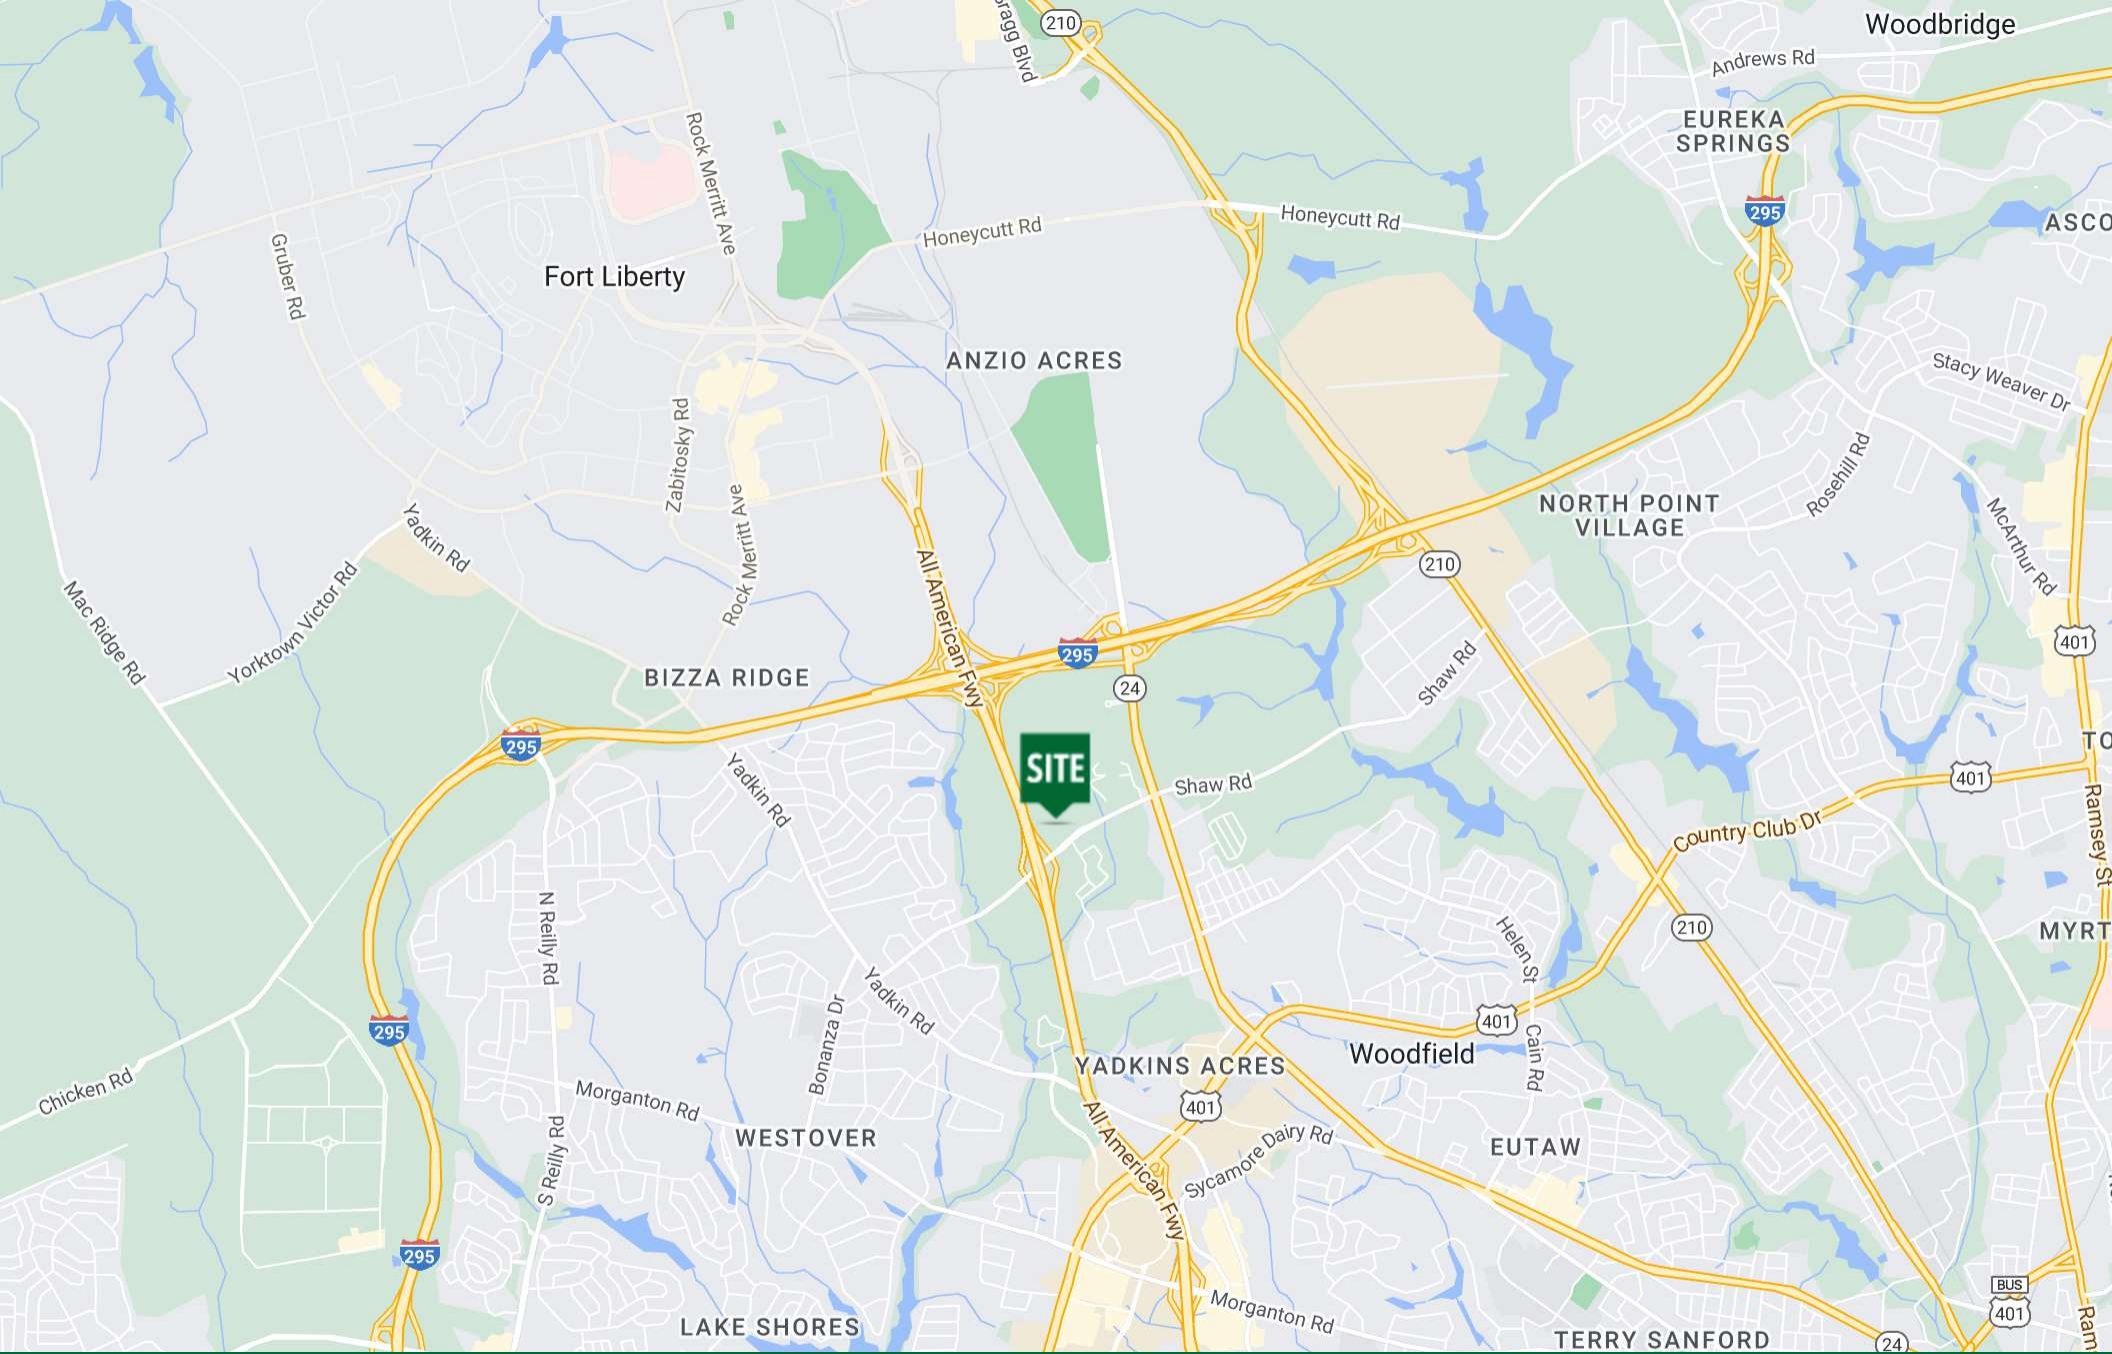 Bragg Blvd
210
Woodbridge
Andrews Rd
EUREKA
SPRINGS
Rock Merritt Ave
Honeycutt Rd
Honeycutt Rd
295
ASCO
Gruber Rd
Fort Liberty
ANZIO ACRES
Stacy Weaver Dr
Zabitosky Rd
Rosehill Rd
NORTH POINT
VILLAGE
McArthur Rd
Yadkin Rd
Rock Merritt Ave
All American Fwy
210
Mac Ridge Rd
Yorktown Victor Rd
BIZZA RIDGE
295
24
Shaw Rd
401
295
TO
SITE
Shaw Rd
401
Yadkin Rd
Country Club Dr
Ramsey St
N Reilly Rd
Helen St
210
MYRT
Yadkin Rd
Bonanza Dr
295
401
Cain Rd
Woodfield
YADKINS ACRES
Chicken Rd
Morganton Rd
401
All American Fwy
Sycamore Dairy Rd
WESTOVER
EUTAW
S Reilly Rd
295
BUS
401
Morganton Rd
Ram
LAKE SHORES
TERRY SANFORD
24